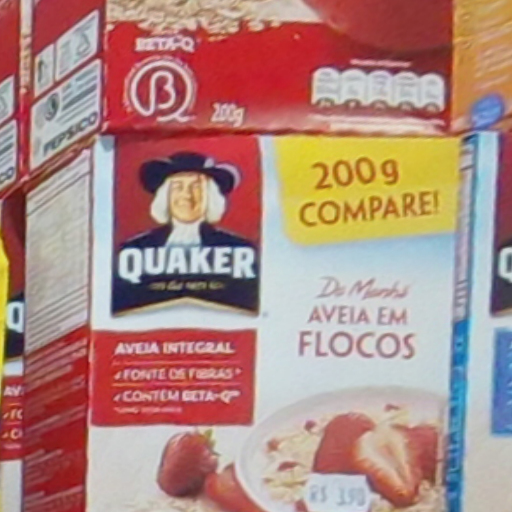 BETA-Q
β
200g
PEPSICO
200g
COMPARE!
QUAKER
Da Manhã
AVEIA EM
FLOCOS
AVEIA INTEGRAL
✓FONTE DE FIBRAS*
✓CONTÉM BETA-Q**
R$ 3,90